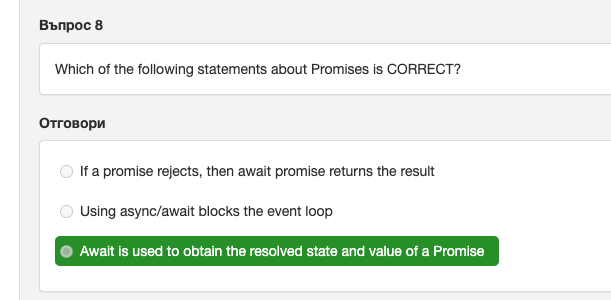 Въпрос 8
Which of the following statements about Promises is CORRECT?
Отговори
If a promise rejects, then await promise returns the result
Using async/await blocks the event loop
Await is used to obtain the resolved state and value of a Promise